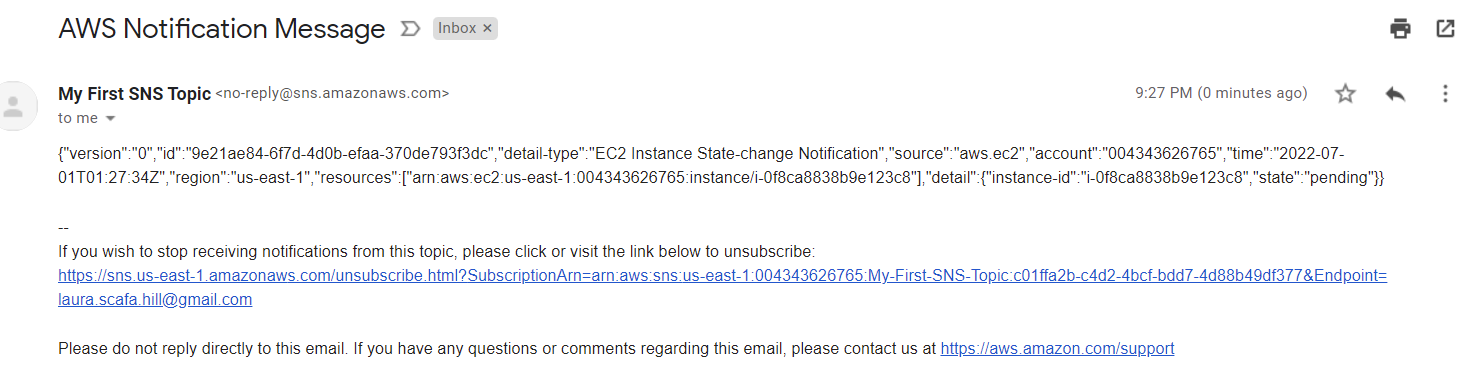 AWS Notification Message Inbox ×
My First SNS Topic <no-reply@sns.amazonaws.com> 9:27 PM (0 minutes ago)
to me
{"version":"0","id":"9e21ae84-6f7d-4d0b-efaa-370de793f3dc","detail-type":"EC2 Instance State-change Notification","source":"aws.ec2","account":"004343626765","time":"2022-07-
01T01:27:34Z","region":"us-east-1","resources":["arn:aws:ec2:us-east-1:004343626765:instance/i-0f8ca8838b9e123c8"],"detail":{"instance-id":"i-0f8ca8838b9e123c8","state":"pending"}}
--
If you wish to stop receiving notifications from this topic, please click or visit the link below to unsubscribe:
https://sns.us-east-1.amazonaws.com/unsubscribe.html?SubscriptionArn=arn:aws:sns:us-east-1:004343626765:My-First-SNS-Topic:c01ffa2b-c4d2-4bcf-bdd7-4d88b49df377&Endpoint=
laura.scafa.hill@gmail.com
Please do not reply directly to this email. If you have any questions or comments regarding this email, please contact us at https://aws.amazon.com/support